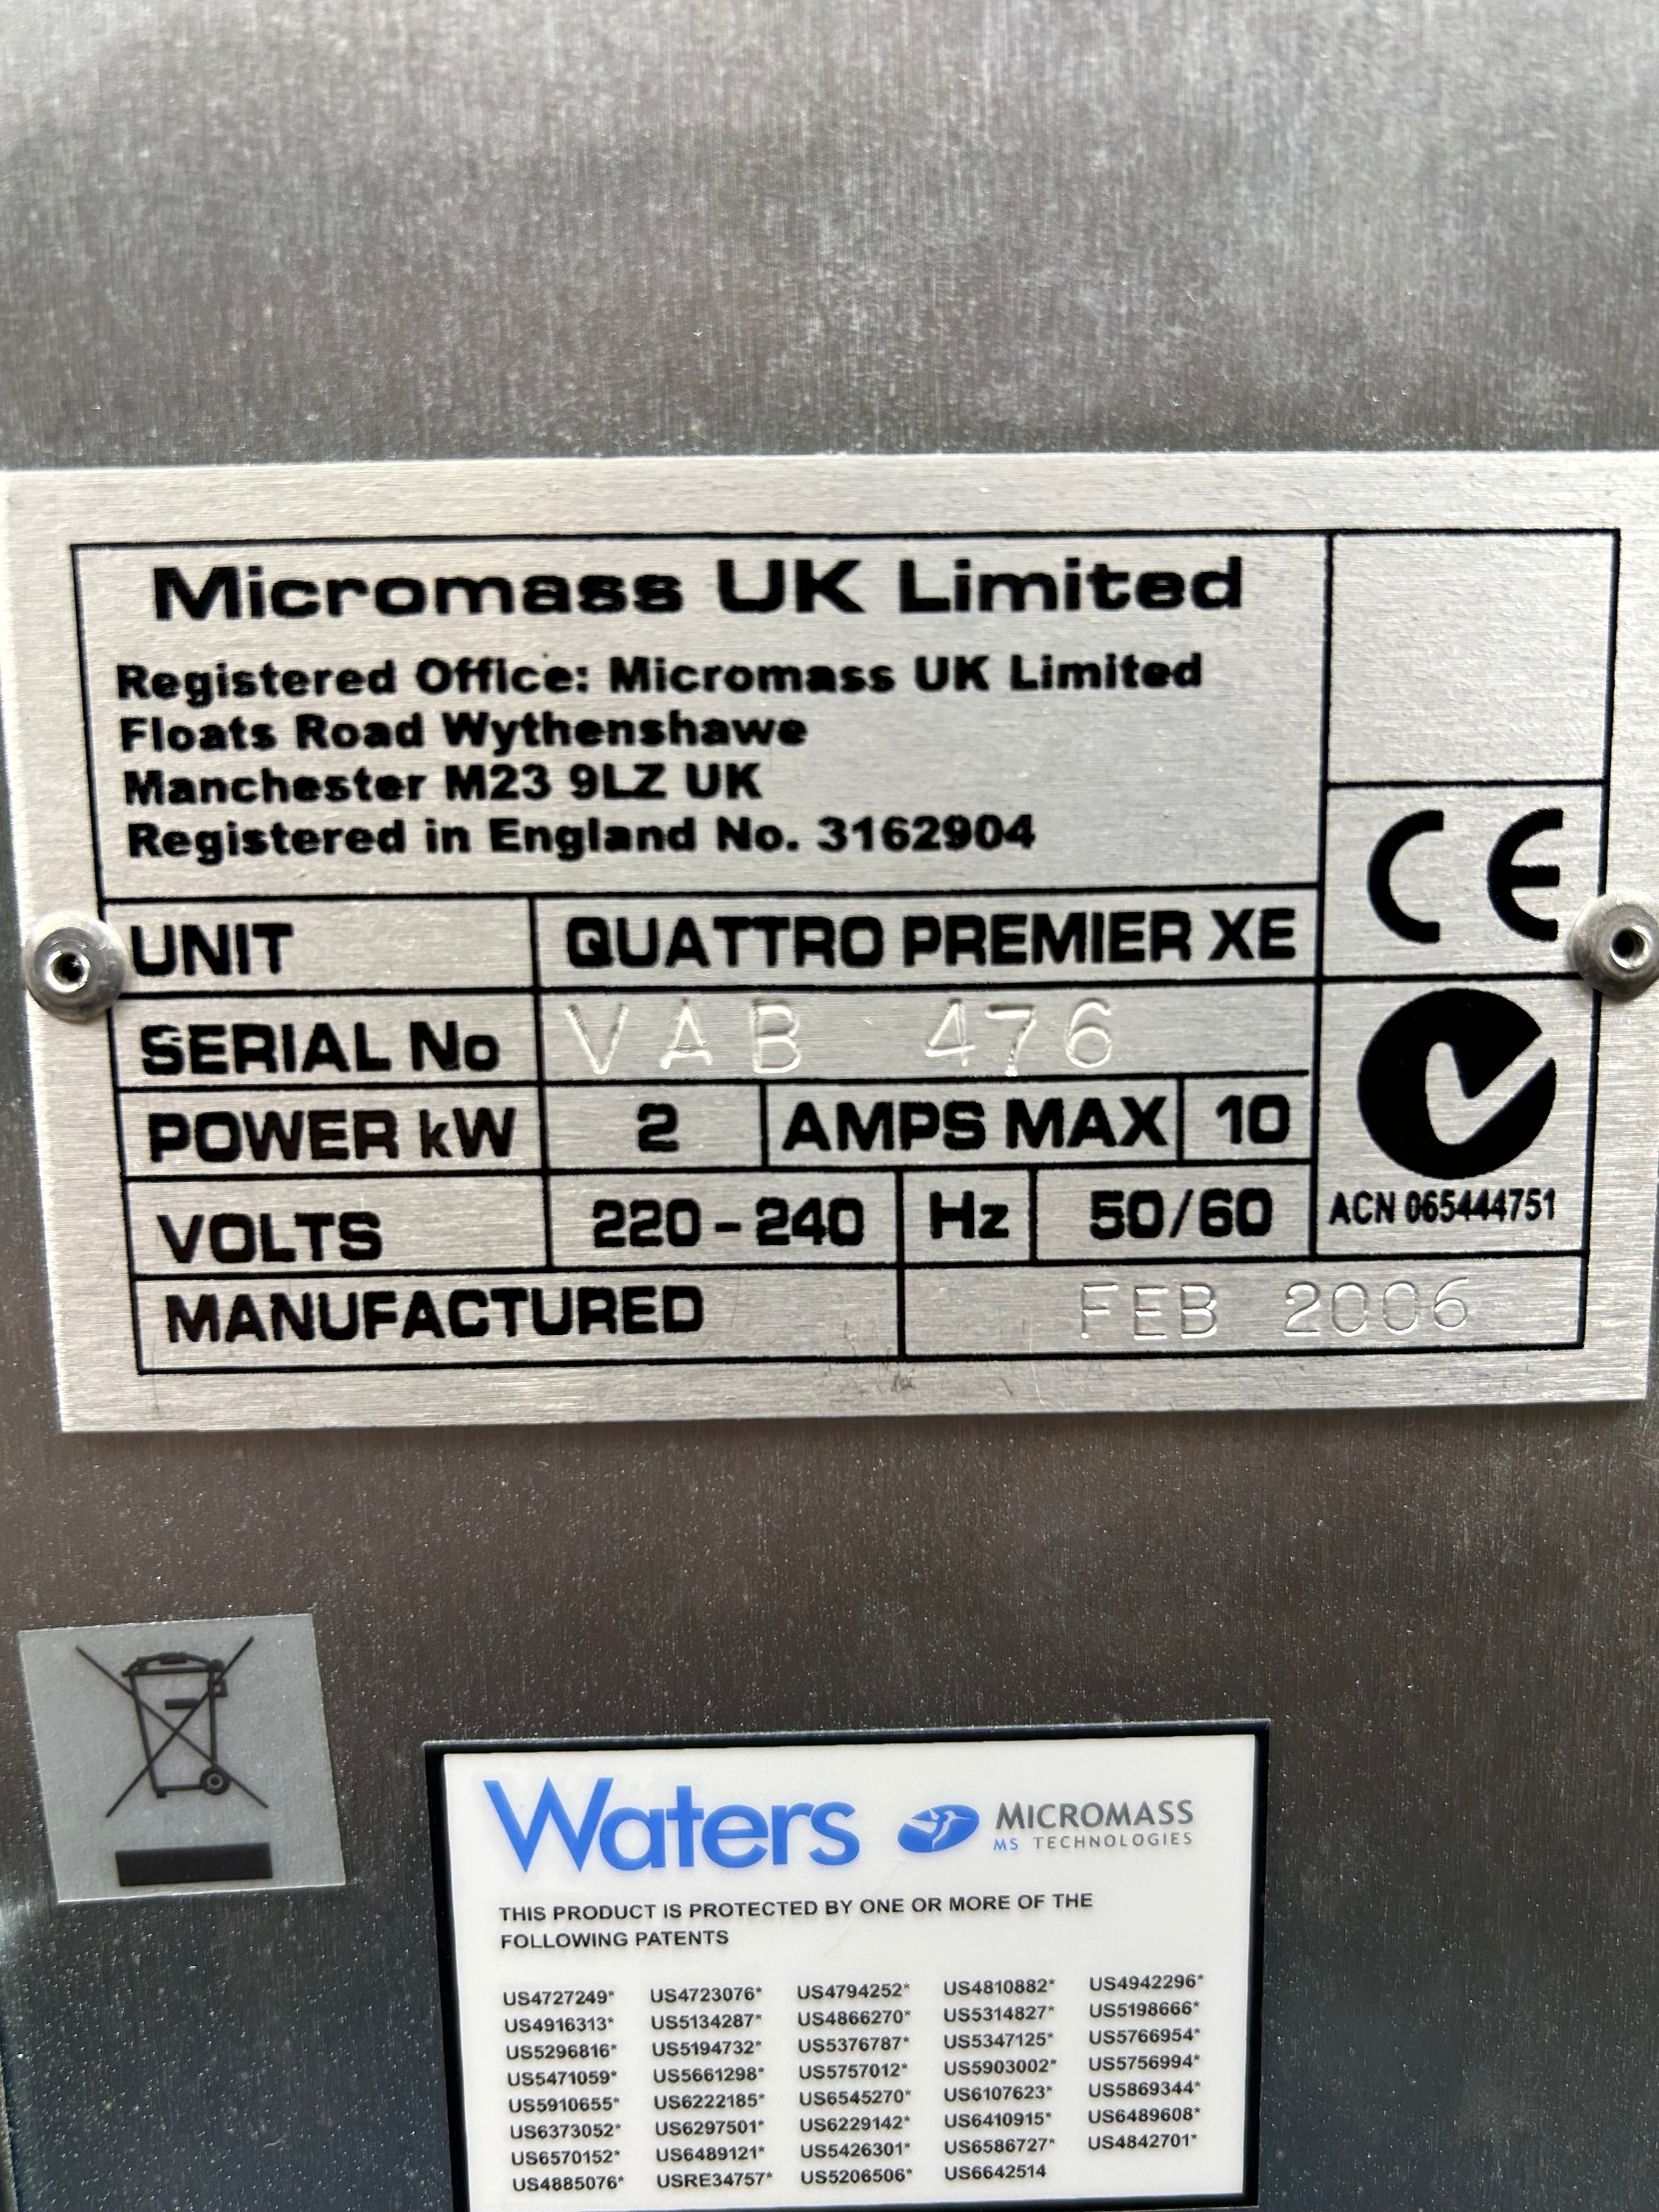 Micromass UK Limited
Registered Office: Micromass UK Limited
Floats Road Wythenshawe
Manchester M23 9LZ UK
Registered in England No. 3162904
CE
UNIT QUATTRO PREMIER XE
SERIAL No VAB 476
POWER kW 2 AMPS MAX 10
VOLTS 220-240 Hz 50/60
ACN 065444751
MANUFACTURED FEB 2006
Waters MICROMASS
MS TECHNOLOGIES
THIS PRODUCT IS PROTECTED BY ONE OR MORE OF THE
FOLLOWING PATENTS
US4727249* US4723076* US4794252* US4810882* US4942296*
US4916313* US5134287* US4866270* US5314827* US5198666*
US5296816* US5194732* US5376787* US5347125* US5766954*
US5471059* US5661298* US5757012* US5903002* US5756994*
US5910655* US6222185* US6545270* US6107623* US5869344*
US6373052* US6297501* US6229142* US6410915* US6489608*
US6570152* US6489121* US5426301* US6586727* US4842701*
US4885076* USRE34757* US5206506* US6642514